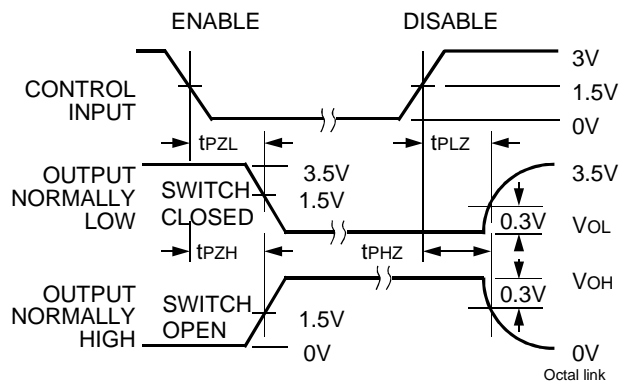 ENABLE DISABLE
3V
CONTROL INPUT
1.5V
0V
tPZL tPLZ
OUTPUT NORMALLY LOW
SWITCH CLOSED
3.5V
1.5V
3.5V
0.3V
VOL
tPZH tPHZ
OUTPUT NORMALLY HIGH
SWITCH OPEN
1.5V
0V
VOH
0.3V
0V
Octal link